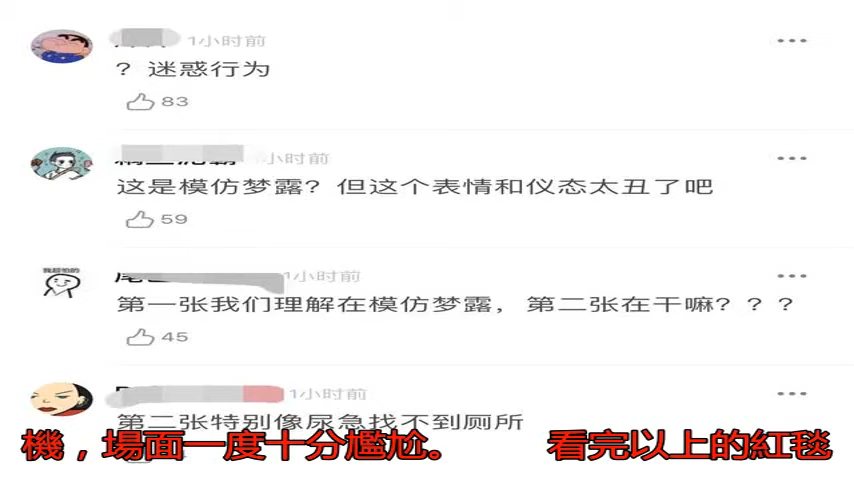 1小时前
？迷惑行为
83
小时前
这是模仿梦露？但这个表情和仪态太丑了吧
59
1小时前
第一张我们理解在模仿梦露，第二张在干嘛？？？
45
1小时前
第二张特别像尿急找不到厕所
機，場面一度十分尷尬。 看完以上的紅毯